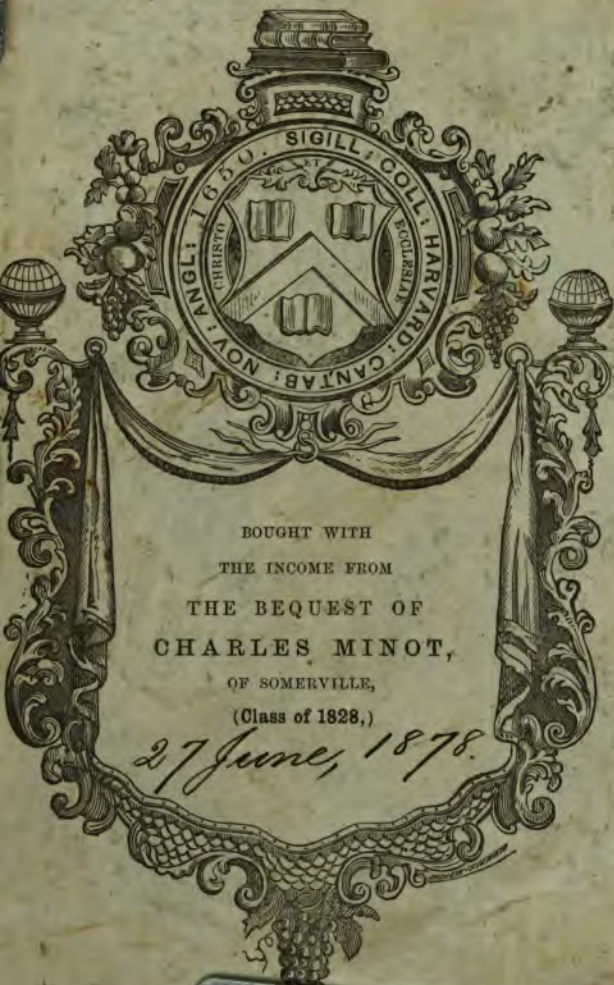 SIGILL : COLL : HARVARD : CANTAB : NOV : ANGL : 1650.
ET
CHRISTO
ECCLESIAE
BOUGHT WITH
THE INCOME FROM
THE BEQUEST OF
CHARLES MINOT,
OF SOMERVILLE,
(Class of 1828,)
27 June, 1878.